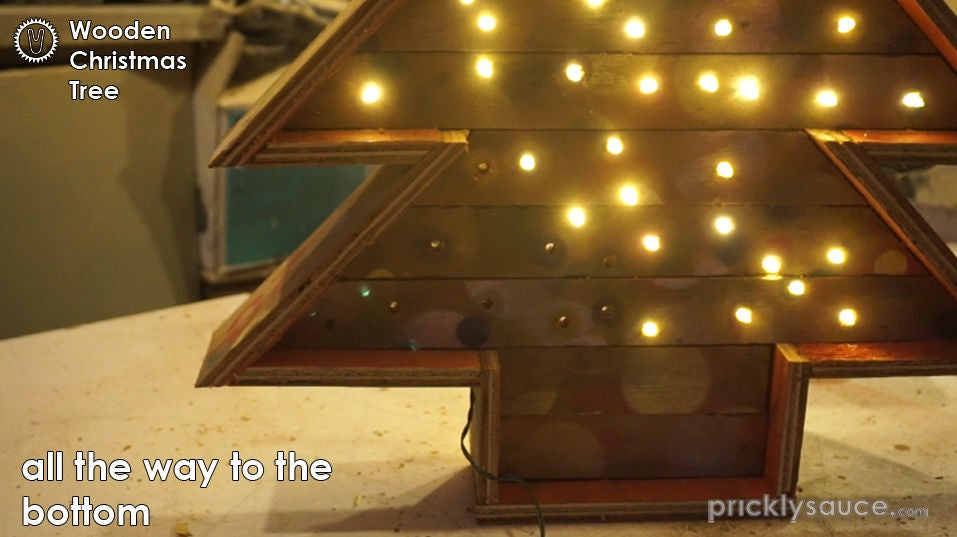 Wooden
Christmas
Tree
all the way to the
bottom
pricklysauce.com